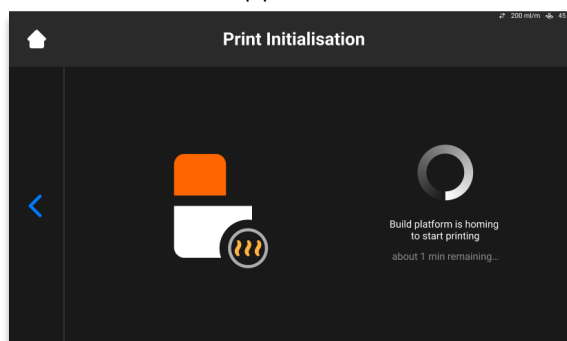 200 ml/m 45
Print Initialisation
Build platform is homing
to start printing
about 1 min remaining...